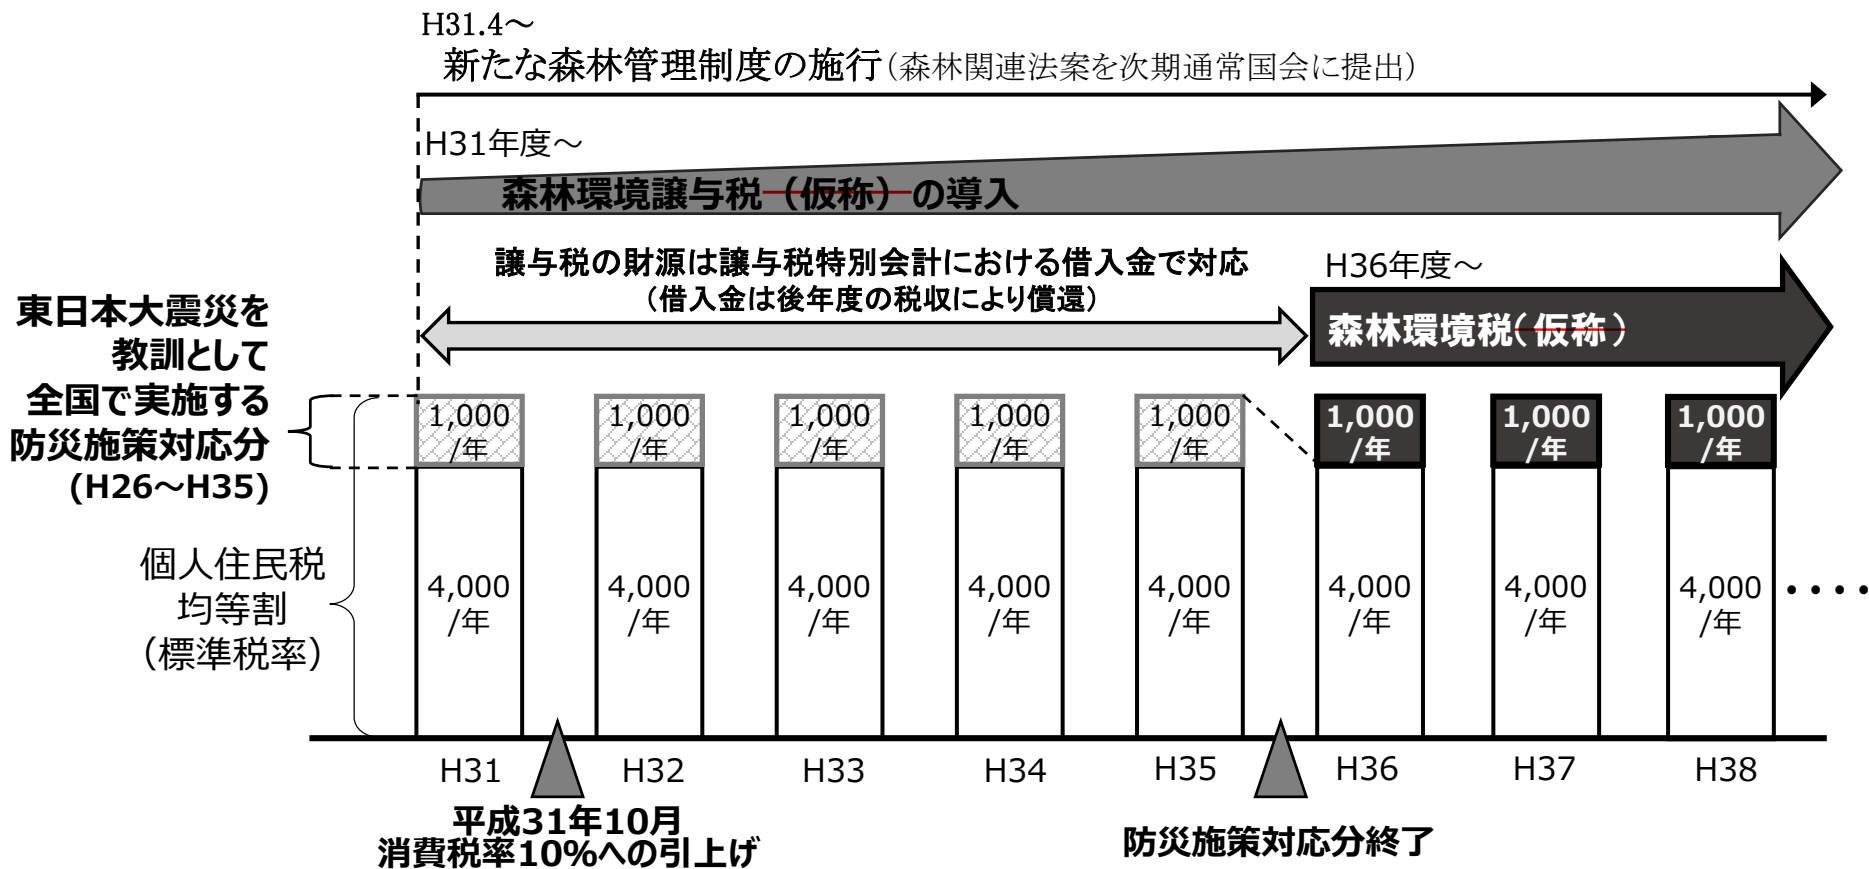 H31.4～
新たな森林管理制度の施行（森林関連法案を次期通常国会に提出）
H31年度～
森林環境譲与税（仮称）の導入
譲与税の財源は譲与税特別会計における借入金で対応
（借入金は後年度の税収により償還）
H36年度～
森林環境税（仮称）
東日本大震災を
教訓として
全国で実施する
防災施策対応分
(H26～H35)
1,000
/年
1,000
/年
1,000
/年
1,000
/年
1,000
/年
1,000
/年
1,000
/年
1,000
/年
個人住民税
均等割
（標準税率）
4,000
/年
4,000
/年
4,000
/年
4,000
/年
4,000
/年
4,000
/年
4,000
/年
4,000
/年
・・・・
H31
H32
H33
H34
H35
H36
H37
H38
平成31年10月
消費税率10%への引上げ
防災施策対応分終了